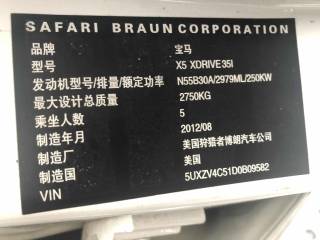 SAFARI BRAUN CORPORATION
品牌 宝马
型号 X5 XDRIVE35I
发动机型号/排量/额定功率 N55B30A/2979ML/250KW
最大设计总质量 2750KG
乘坐人数 5
制造年月 2012/08
制造厂 美国狩猎者博朗汽车公司
制造国 美国
VIN 5UXZV4C51D0B09582